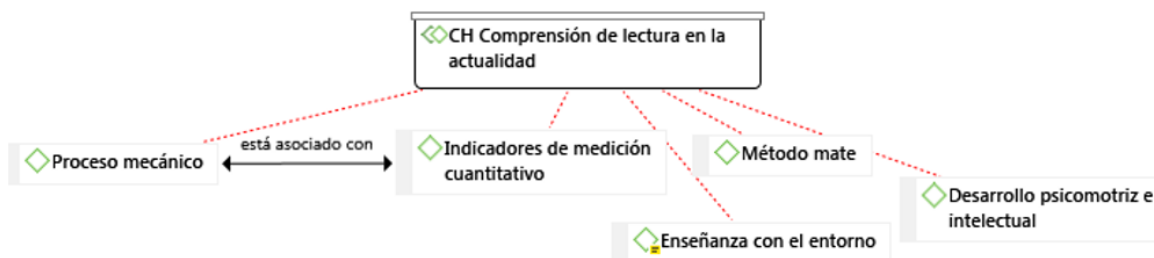 CH Comprensión de lectura en la
actualidad
está asociado con
Proceso mecánico
Indicadores de medición
cuantitativo
Método mate
Desarrollo psicomotriz e
intelectual
Enseñanza con el entorno